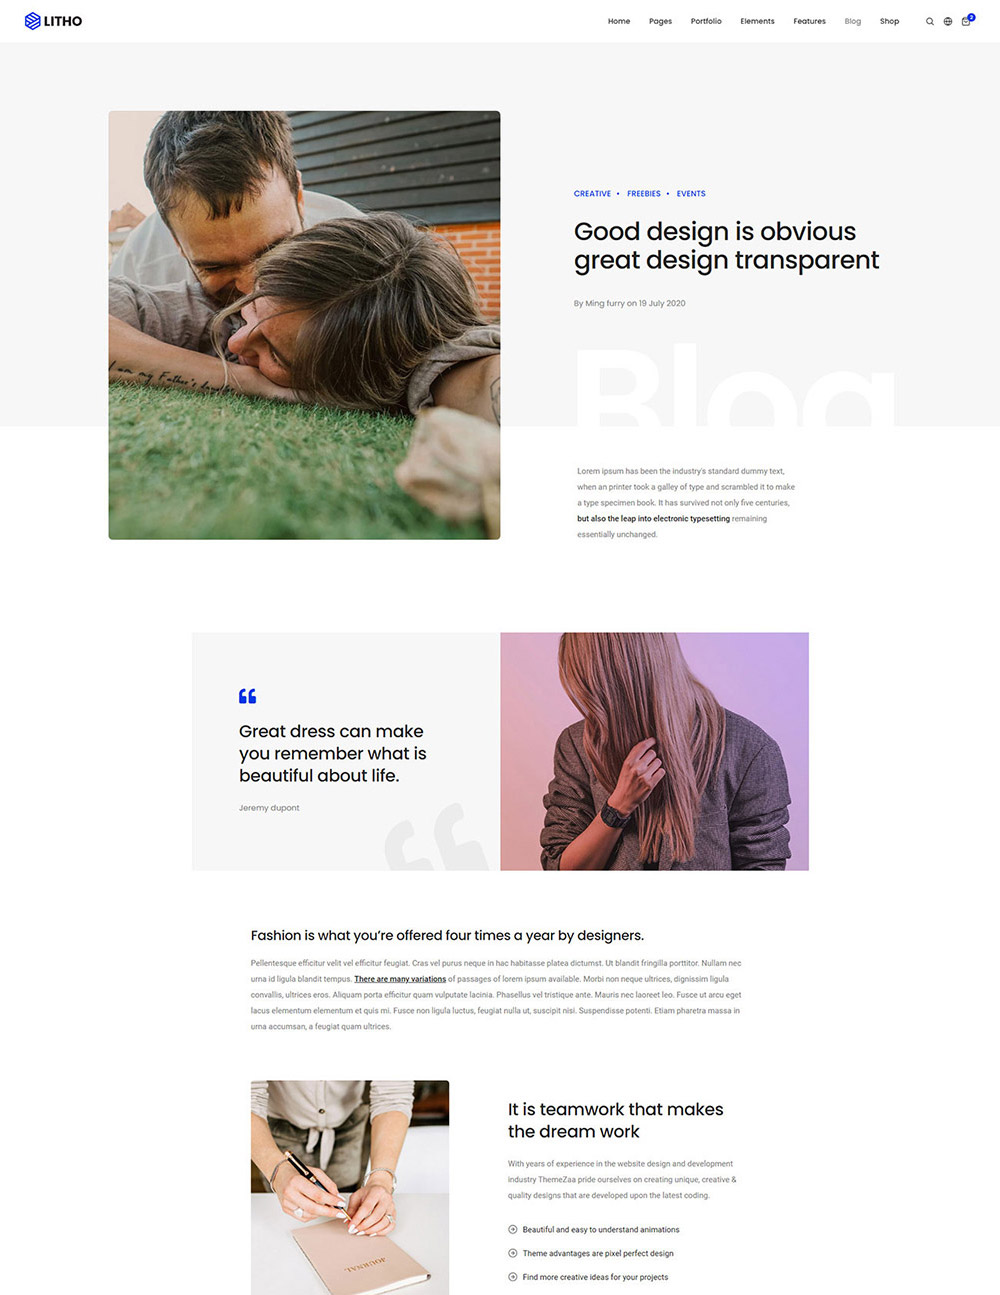 LITHO
Home Pages Portfolio Elements Features Blog Shop
2
CREATIVE • FREEBIES • EVENTS
Good design is obvious
great design transparent
By Ming furry on 19 July 2020
Blog
I am my Father's
Lorem ipsum has been the industry's standard dummy text,
when an printer took a galley of type and scrambled it to make
a type specimen book. It has survived not only five centuries,
but also the leap into electronic typesetting remaining
essentially unchanged.
“
Great dress can make
you remember what is
beautiful about life.
Jeremy dupont
“
Fashion is what you’re offered four times a year by designers.
Pellentesque efficitur velit vel efficitur feugiat. Cras vel purus neque in hac habitasse platea dictumst. Ut blandit fringilla porttitor. Nullam nec
urna id ligula blandit tempus. There are many variations of passages of lorem ipsum available. Morbi non neque ultrices, dignissim ligula
convallis, ultrices eros. Aliquam porta efficitur quam vulputate lacinia. Phasellus vel tristique ante. Mauris nec laoreet leo. Fusce ut arcu eget
lacus elementum elementum et quis mi. Fusce non ligula luctus, feugiat nulla ut, suscipit nisi. Suspendisse potenti. Etiam pharetra massa in
urna accumsan, a feugiat quam ultrices.
It is teamwork that makes
the dream work
With years of experience in the website design and development
industry ThemeZaa pride ourselves on creating unique, creative &
quality designs that are developed upon the latest coding.
Beautiful and easy to understand animations
Theme advantages are pixel perfect design
Find more creative ideas for your projects
JOURNAL